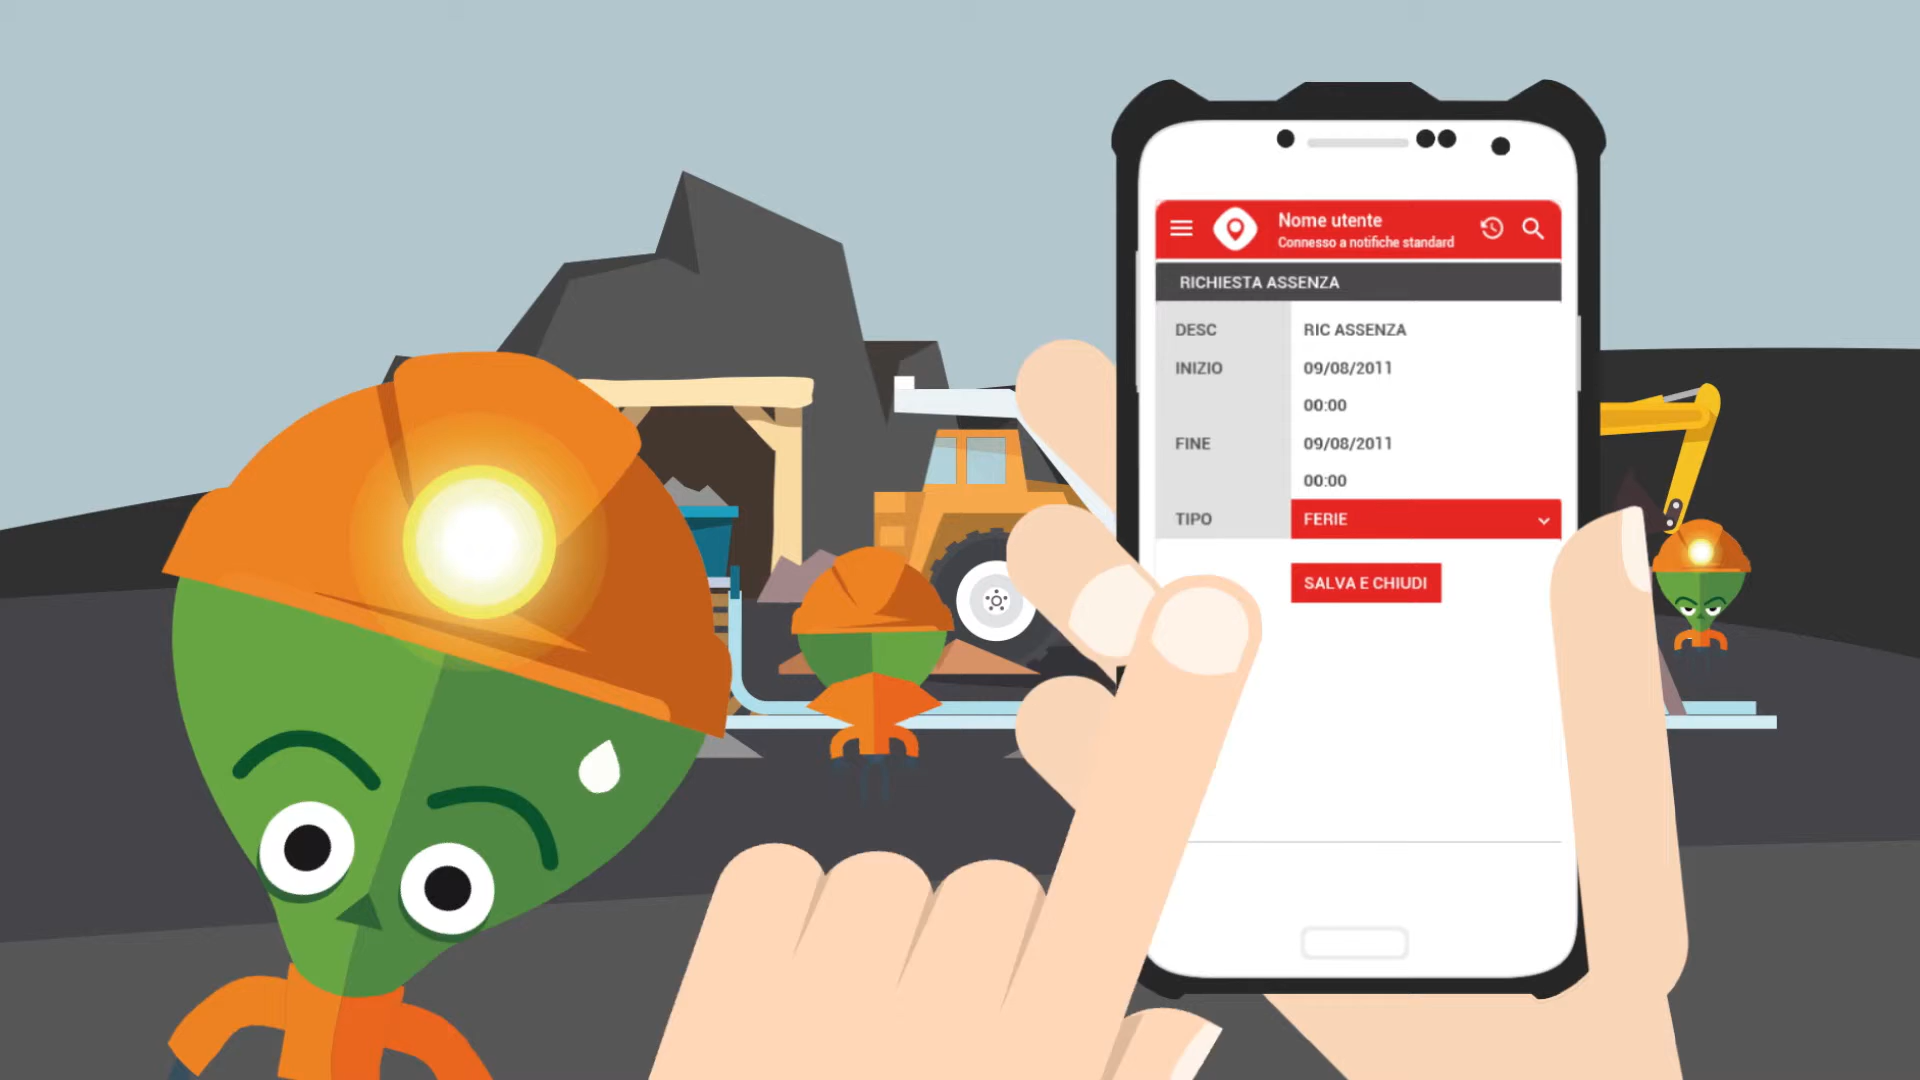 Nome utente
Connesso a notifiche standard
RICHIESTA ASSENZA
DESC RIC ASSENZA
INIZIO 09/08/2011
00:00
FINE 09/08/2011
00:00
TIPO FERIE
SALVA E CHIUDI